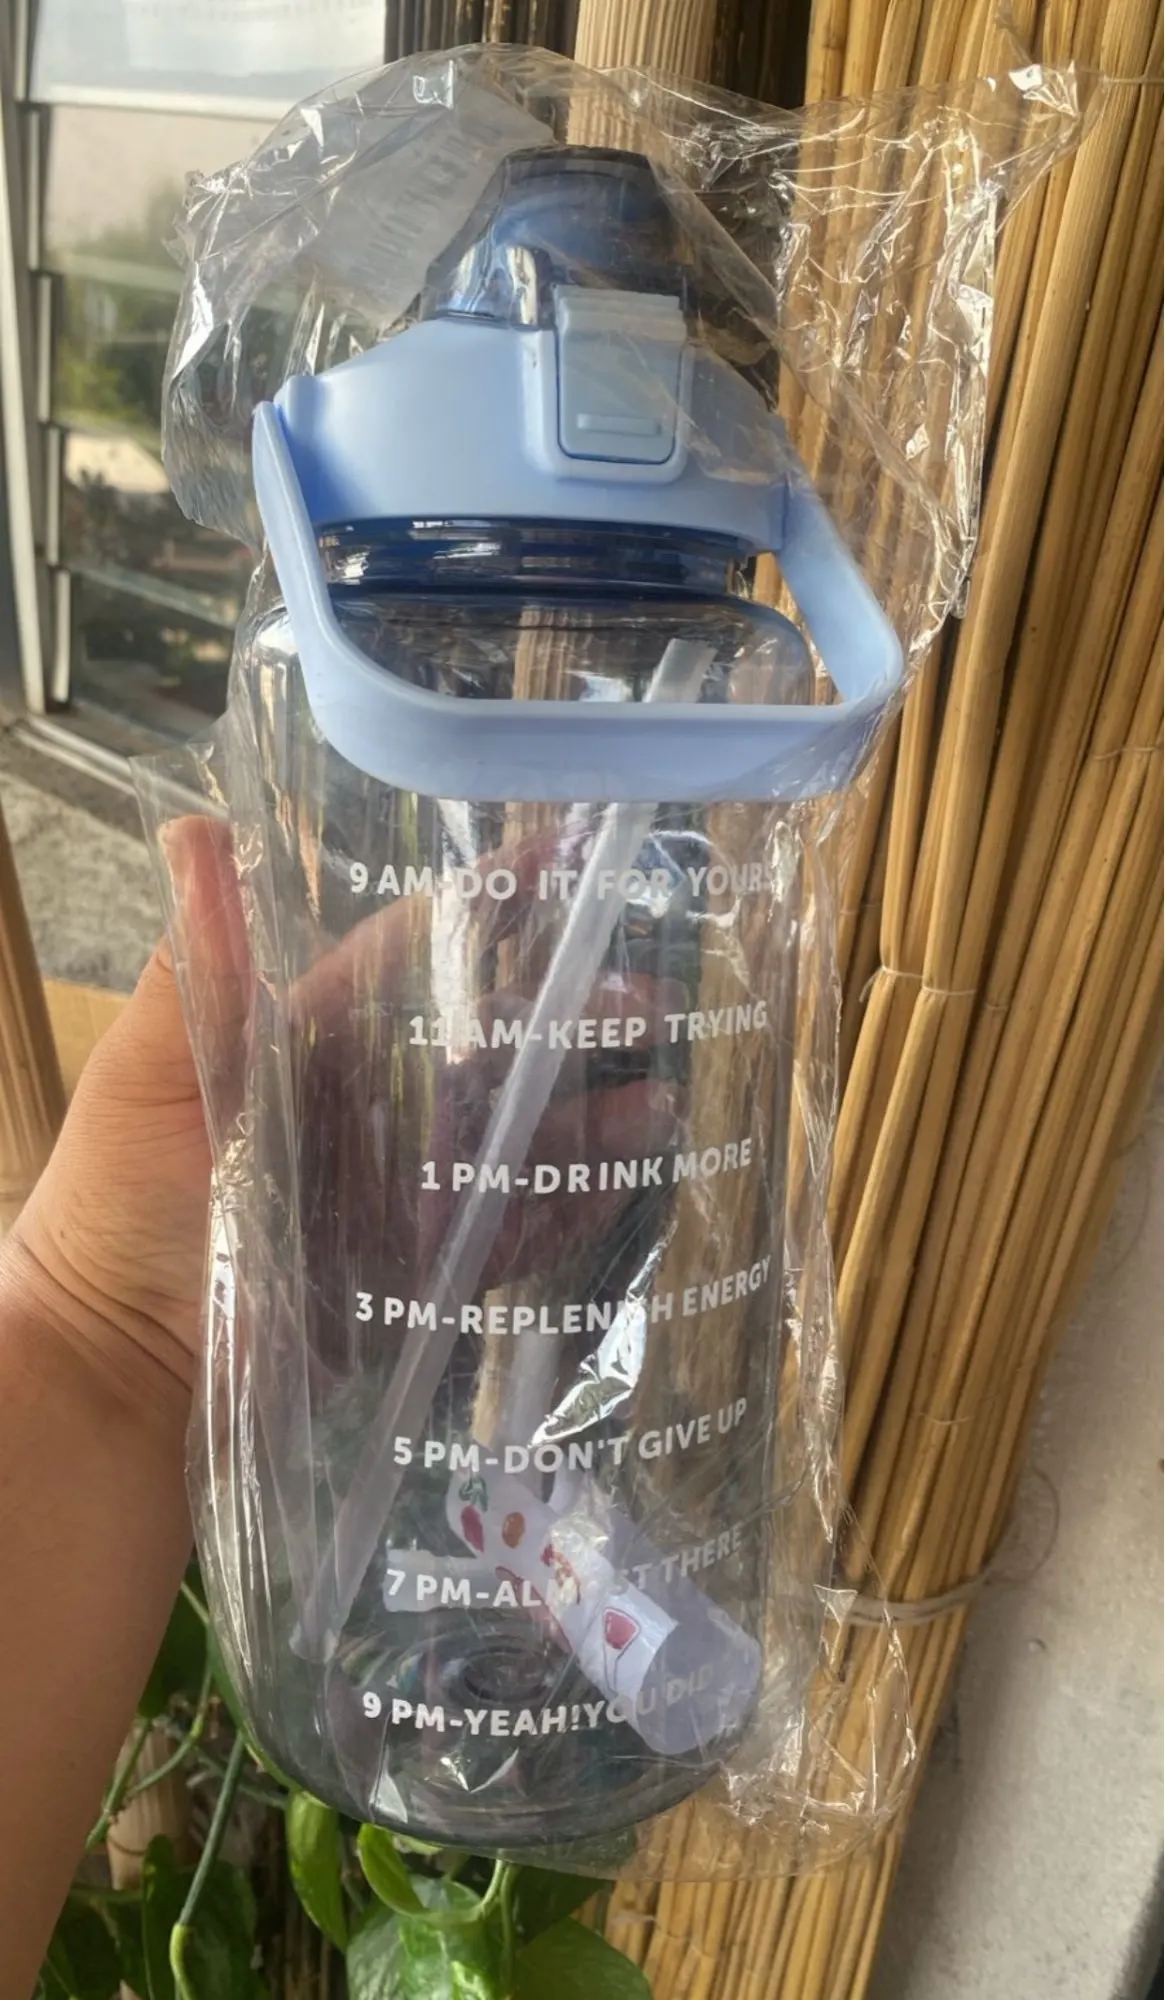 9 AM-DO IT FOR YOURS
11 AM-KEEP TRYING
1 PM-DRINK MORE
3 PM-REPLENISH ENERGY
5 PM-DON'T GIVE UP
7 PM-ALMOST THERE
9 PM-YEAH!YOU DID